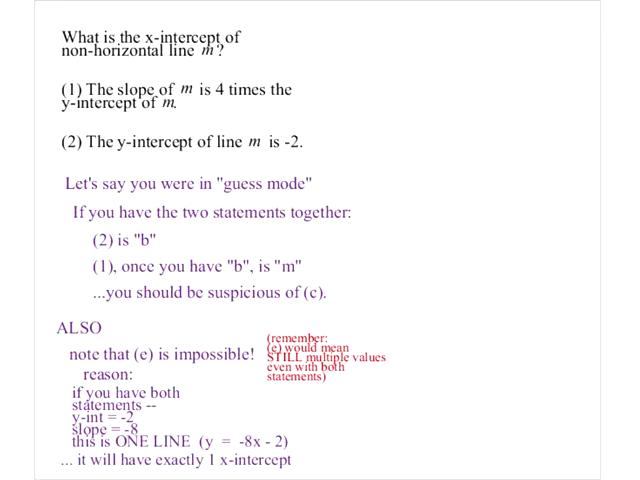 What is the x-intercept of
non-horizontal line m?
(1) The slope of m is 4 times the
y-intercept of m.
(2) The y-intercept of line m is -2.
Let's say you were in "guess mode"
If you have the two statements together:
(2) is "b"
(1), once you have "b", is "m"
...you should be suspicious of (c).
ALSO
note that (e) is impossible!
reason:
(remember:
(e) would mean
STILL multiple values
even with both
statements)
if you have both
statements --
y-int = -2
slope = -8
this is ONE LINE (y = -8x - 2)
... it will have exactly 1 x-intercept